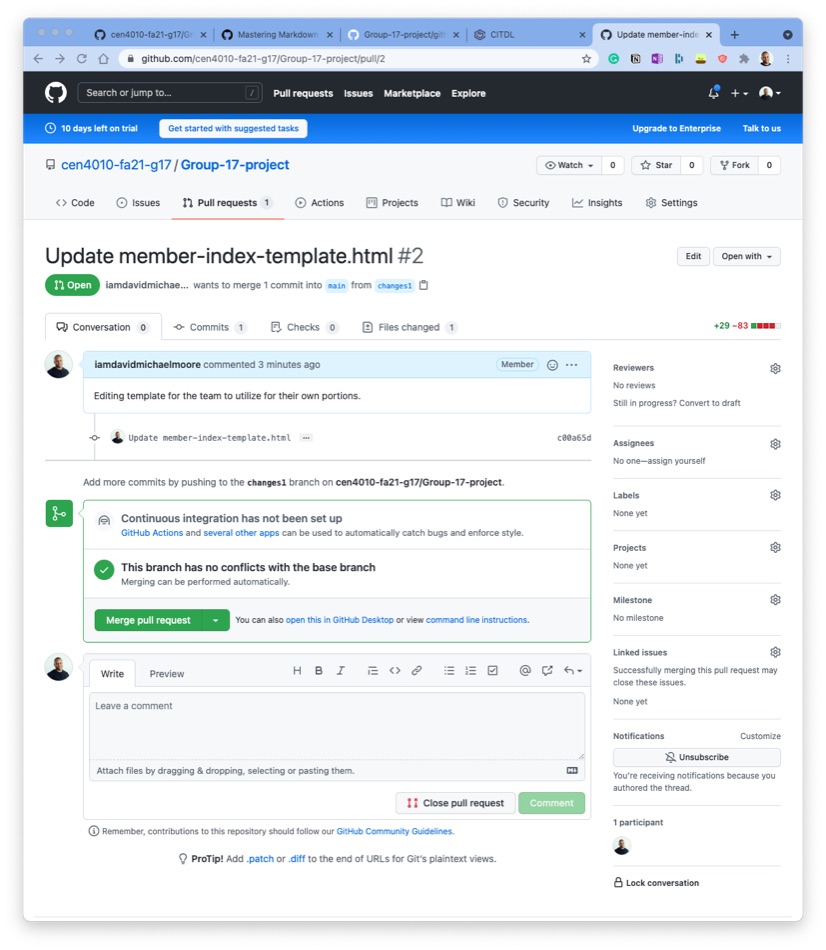 cen4010-fa21-g17/Gr
Mastering Markdown
Group-17-project/git
CITDL
Update member-inde
github.com/cen4010-fa21-g17/Group-17-project/pull/2
Search or jump to...
/
Pull requests Issues Marketplace Explore
10 days left on trial
Get started with suggested tasks
Upgrade to Enterprise
Talk to us
cen4010-fa21-g17 / Group-17-project
Watch 0
Star 0
Fork 0
Code
Issues
Pull requests 1
Actions
Projects
Wiki
Security
Insights
Settings
Update member-index-template.html #2
Edit
Open with
Open
iamdavidmichae... wants to merge 1 commit into main from changes1
Conversation 0
Commits 1
Checks 0
Files changed 1
+29 −83
iamdavidmichaelmoore commented 3 minutes ago
Member
Editing template for the team to utilize for their own portions.
Update member-index-template.html
c00a65d
Add more commits by pushing to the changes1 branch on cen4010-fa21-g17/Group-17-project.
Continuous integration has not been set up
GitHub Actions and several other apps can be used to automatically catch bugs and enforce style.
This branch has no conflicts with the base branch
Merging can be performed automatically.
Merge pull request
You can also open this in GitHub Desktop or view command line instructions.
Write
Preview
Leave a comment
Attach files by dragging & dropping, selecting or pasting them.
Close pull request
Comment
Remember, contributions to this repository should follow our GitHub Community Guidelines.
ProTip! Add .patch or .diff to the end of URLs for Git's plaintext views.
Reviewers
No reviews
Still in progress? Convert to draft
Assignees
No one—assign yourself
Labels
None yet
Projects
None yet
Milestone
No milestone
Linked issues
Successfully merging this pull request may
close these issues.
None yet
Notifications
Customize
Unsubscribe
You're receiving notifications because you
authored the thread.
1 participant
Lock conversation